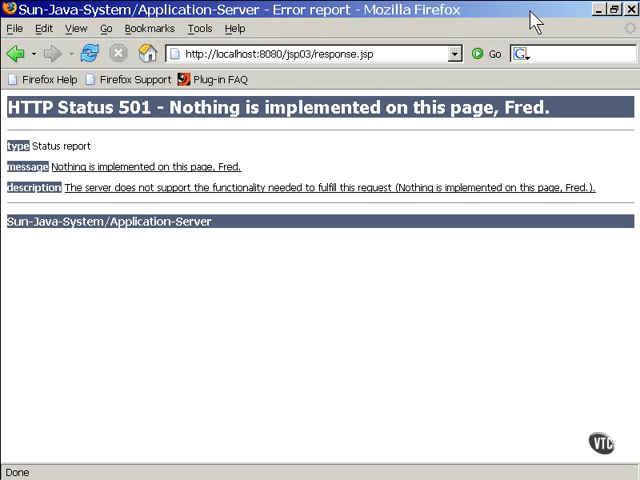 Sun-Java-System/Application-Server - Error report - Mozilla Firefox
File Edit View Go Bookmarks Tools Help
http://localhost:8080/jsp03/response.jsp Go G
Firefox Help Firefox Support Plug-in FAQ
HTTP Status 501 - Nothing is implemented on this page, Fred.
type Status report
message Nothing is implemented on this page, Fred.
description The server does not support the functionality needed to fulfill this request (Nothing is implemented on this page, Fred.).
Sun-Java-System/Application-Server
VTC
Done